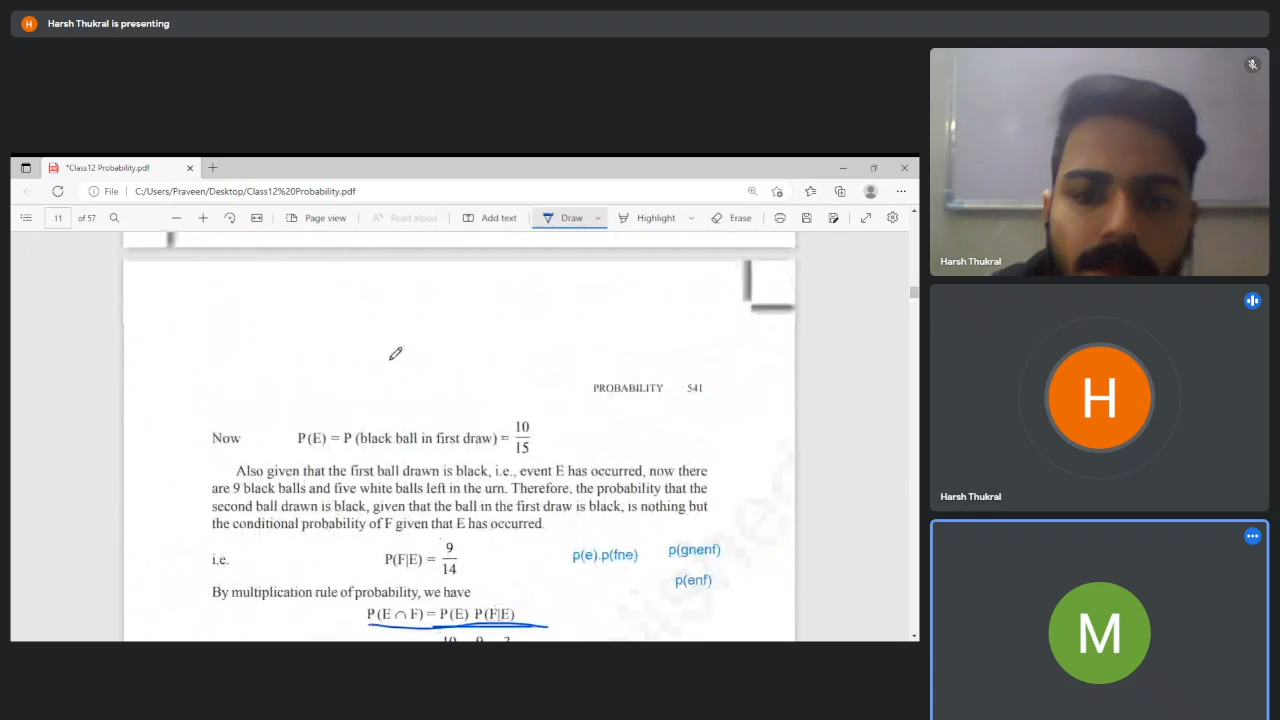 H Harsh Thukral is presenting
*Class12 Probability.pdf
File C:/Users/Praveen/Desktop/Class12%20Probability.pdf
11 of 57 Page view Read aloud Add text Draw Highlight Erase
PROBABILITY 541
Now P(E) = P (black ball in first draw) = 10/15
Also given that the first ball drawn is black, i.e., event E has occurred, now there
are 9 black balls and five white balls left in the urn. Therefore, the probability that the
second ball drawn is black, given that the ball in the first draw is black, is nothing but
the conditional probability of F given that E has occurred.
i.e. P(F|E) = 9/14
p(e).p(fne) p(gnenf)
p(enf)
By multiplication rule of probability, we have
P (E ∩ F) = P(E) P(F|E)
Harsh Thukral
H
Harsh Thukral
M